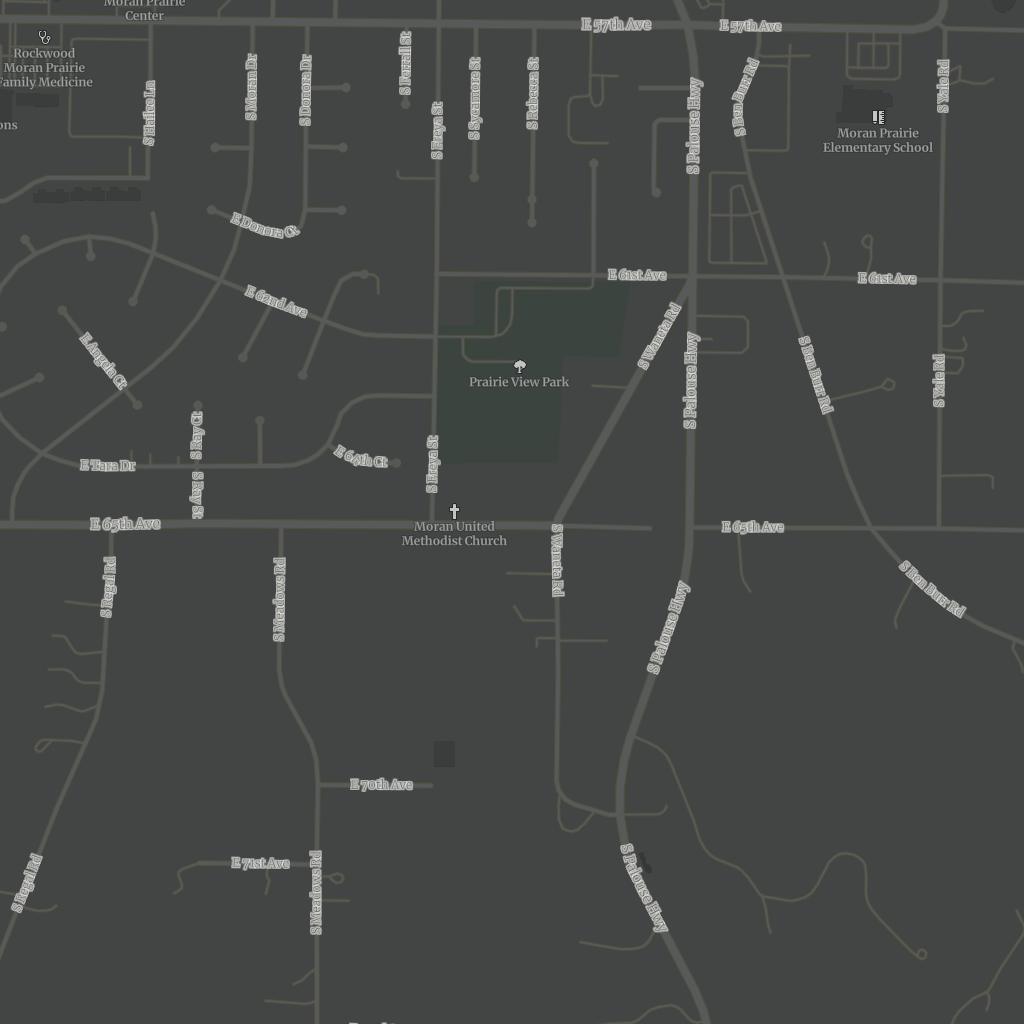 Moran Prairie
Center
E 57th Ave
E 57th Ave
Rockwood
Moran Prairie
Family Medicine
ons
S Hailee Ln
S Moran Dr
S Donora Dr
S Ferrall St
S Freya St
S Sycamore St
S Rebecca St
S Palouse Hwy
S Ben Burr Rd
S Yale Rd
Moran Prairie
Elementary School
E Donora Ct
E 61st Ave
E 61st Ave
E 62nd Ave
S Waneta Rd
S Palouse Hwy
S Ben Burr Rd
S Yale Rd
E Angela Ct
Prairie View Park
S Ray Ct
E Tara Dr
E 64th Ct
S Freya St
S Ray St
E 65th Ave
Moran United
Methodist Church
E 65th Ave
S Waneta Rd
S Regal Rd
S Meadows Rd
S Palouse Hwy
S Ben Burr Rd
E 70th Ave
E 71st Ave
S Regal Rd
S Meadows Rd
S Palouse Hwy